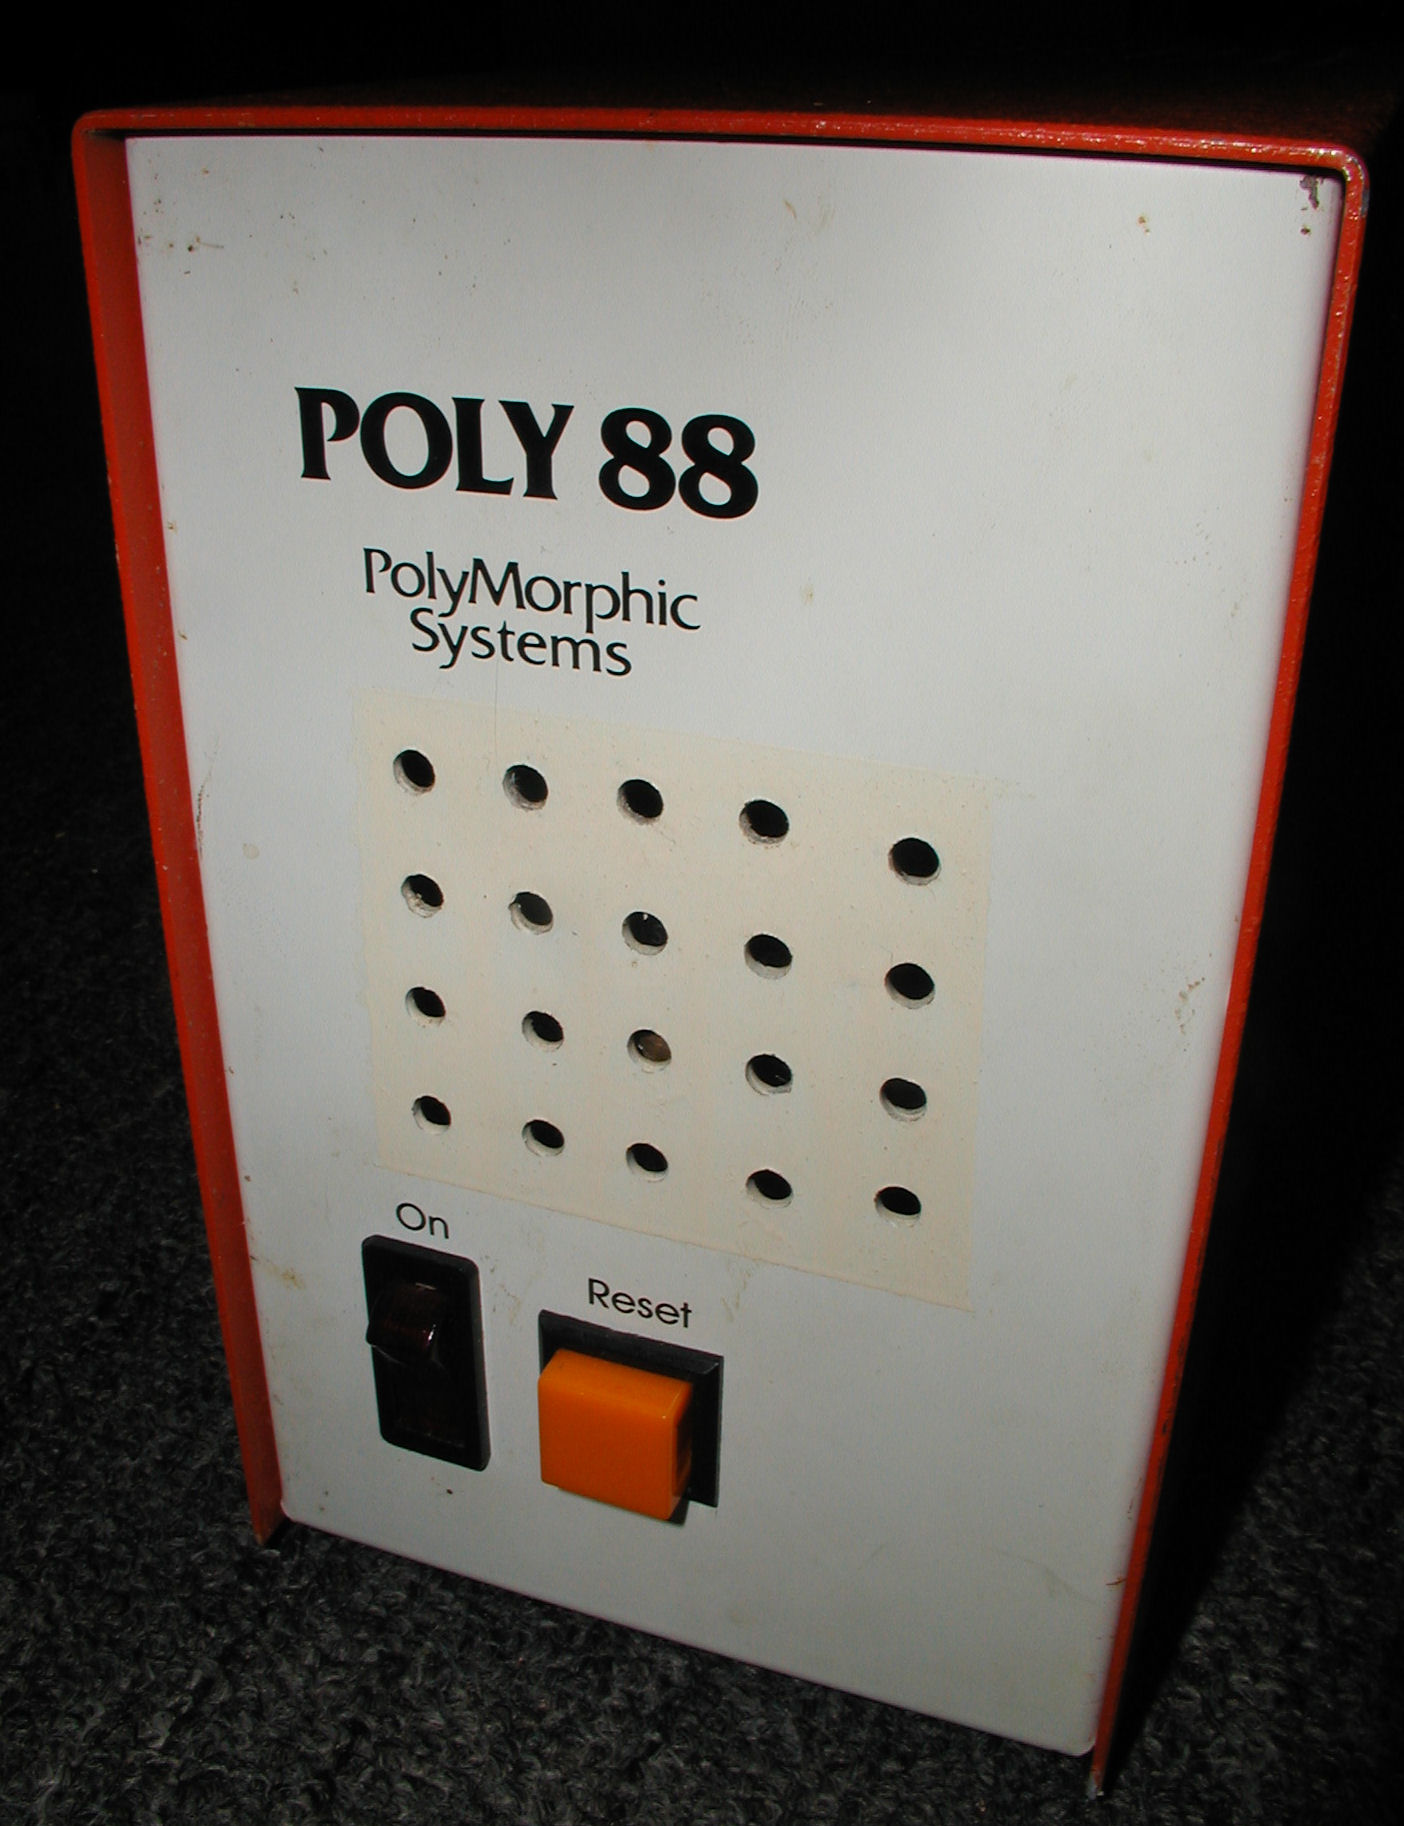 POLY 88
PolyMorphic
Systems
On
Reset